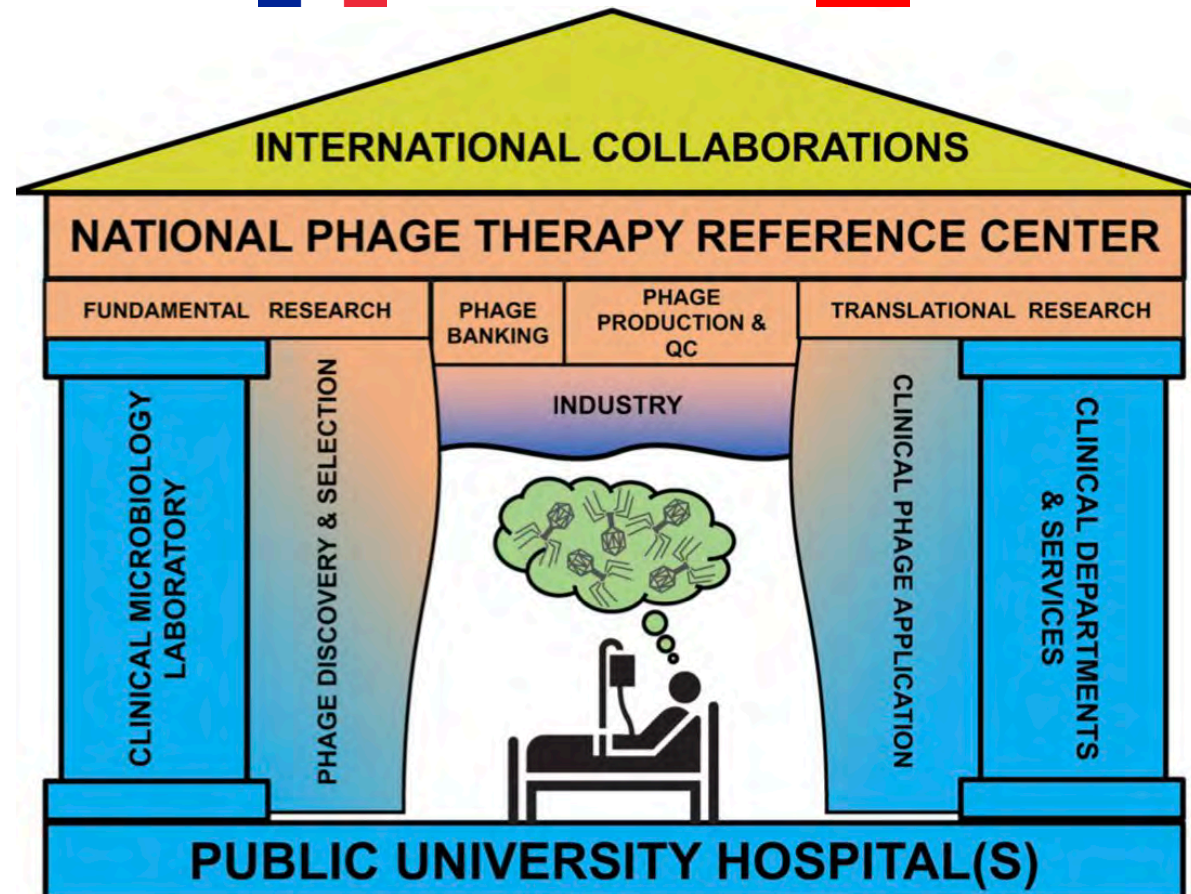 INTERNATIONAL COLLABORATIONS
NATIONAL PHAGE THERAPY REFERENCE CENTER
FUNDAMENTAL RESEARCH
PHAGE
BANKING
PHAGE
PRODUCTION &
QC
TRANSLATIONAL RESEARCH
INDUSTRY
CLINICAL MICROBIOLOGY
LABORATORY
PHAGE DISCOVERY & SELECTION
CLINICAL PHAGE APPLICATION
CLINICAL DEPARTMENTS
& SERVICES
PUBLIC UNIVERSITY HOSPITAL(S)